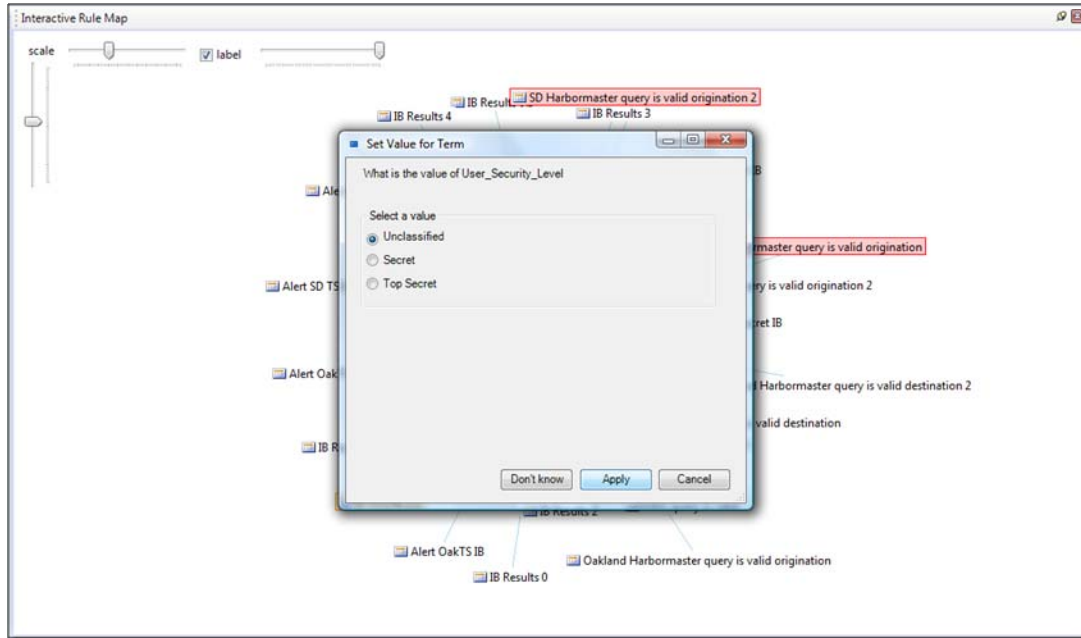 Interactive Rule Map
scale
label
IB Results
SD Harbormaster query is valid origination 2
IB Results 4
IB Results 3
Set Value for Term
What is the value of User_Security_Level
Select a value
Unclassified
Secret
Top Secret
Alert SD TS
is valid origination
is valid origination 2
IB
Alert Oak
Harbormaster query is valid destination 2
valid destination
IB
Don't know
Apply
Cancel
IB Results 2
Alert OakTS IB
Oakland Harbormaster query is valid origination
IB Results 0